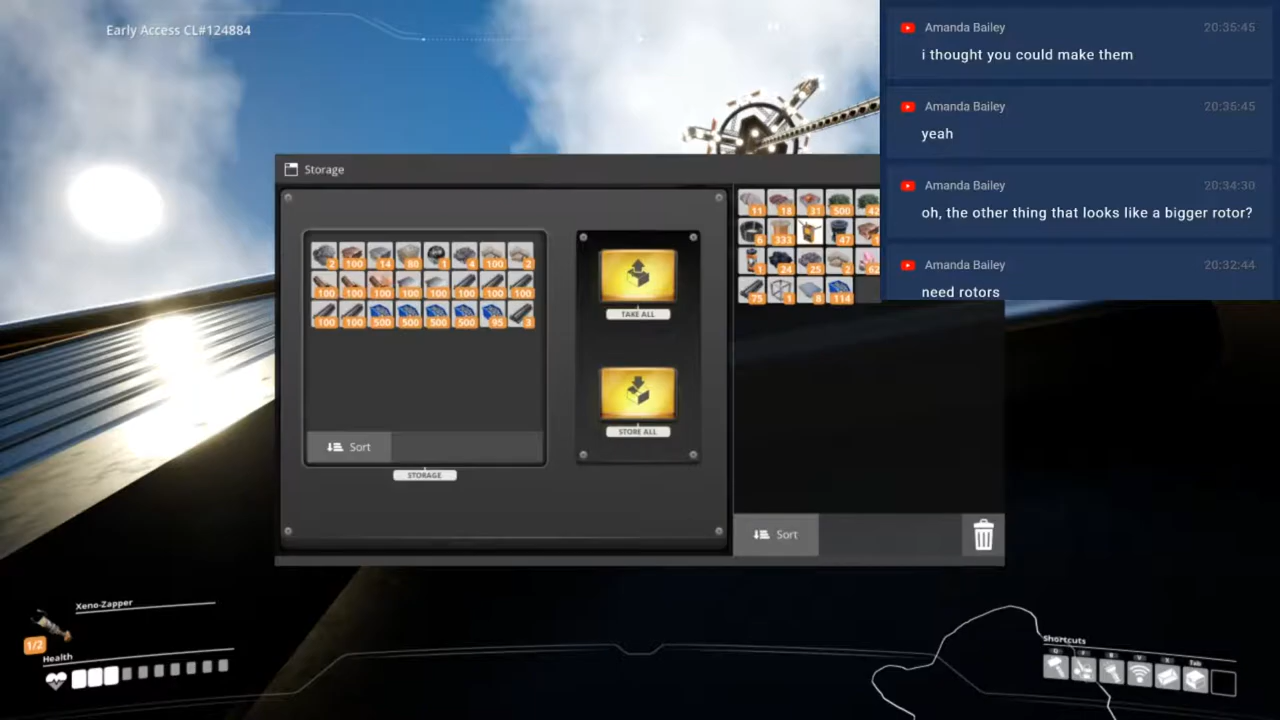 Early Access CL#124884
Amanda Bailey 20:35:45
i thought you could make them
Amanda Bailey 20:35:45
yeah
Amanda Bailey 20:34:30
oh, the other thing that looks like a bigger rotor?
Amanda Bailey 20:32:44
need rotors
Storage
2 100 14 80 1 4 100 2
100 100 100 100 100 100 100 100
100 100 500 500 500 500 95 3
TAKE ALL
STORE ALL
Sort
STORAGE
11 18 31 500 42
6 333 47
1 24 25 2 62
75 1 8 114
Sort
Xeno-Zapper
1/2
Health
Shortcuts
Tab